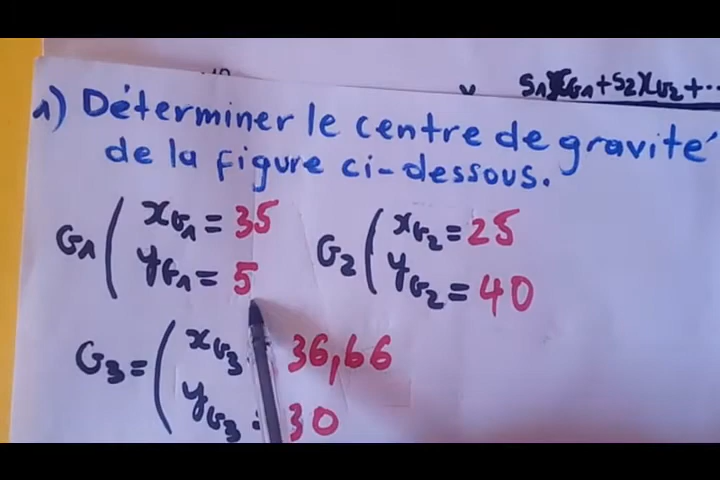 S1XG1+S2XG2+...
1) Déterminer le centre de gravité
de la figure ci-dessous.
G1 ( xG1 = 35
yG1 = 5
G2 ( xG2 = 25
yG2 = 40
G3 = ( xG3 36,66
yG3 = 30